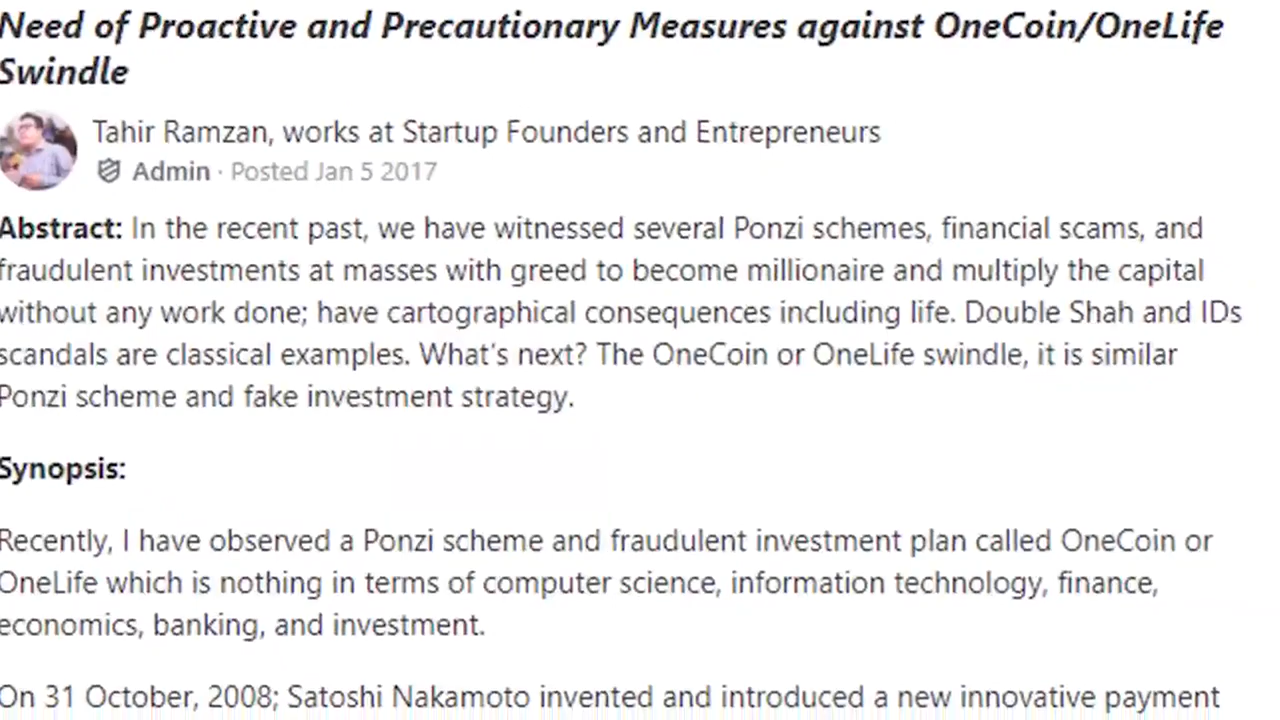 Need of Proactive and Precautionary Measures against OneCoin/OneLife
Swindle
Tahir Ramzan, works at Startup Founders and Entrepreneurs
Admin · Posted Jan 5 2017
Abstract: In the recent past, we have witnessed several Ponzi schemes, financial scams, and
fraudulent investments at masses with greed to become millionaire and multiply the capital
without any work done; have cartographical consequences including life. Double Shah and IDs
scandals are classical examples. What's next? The OneCoin or OneLife swindle, it is similar
Ponzi scheme and fake investment strategy.
Synopsis:
Recently, I have observed a Ponzi scheme and fraudulent investment plan called OneCoin or
OneLife which is nothing in terms of computer science, information technology, finance,
economics, banking, and investment.
On 31 October, 2008; Satoshi Nakamoto invented and introduced a new innovative payment